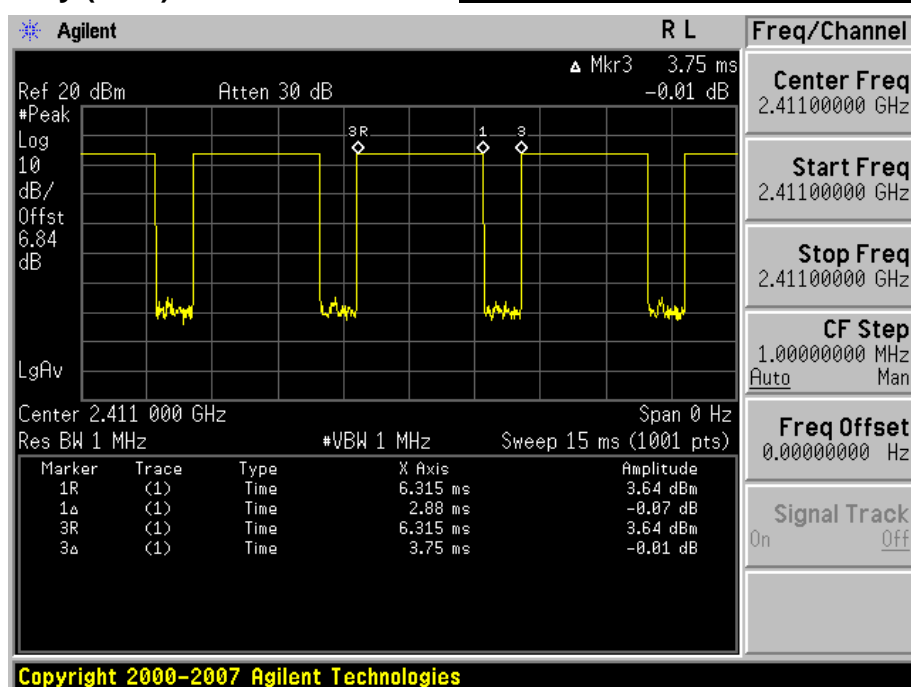 Agilent R L Freq/Channel
Δ Mkr3 3.75 ms
Ref 20 dBm Atten 30 dB −0.01 dB
#Peak
Log
10
dB/
Offst
6.84
dB
LgAv
3R 1 3
Center 2.411 000 GHz Span 0 Hz
Res BW 1 MHz #VBW 1 MHz Sweep 15 ms (1001 pts)
Marker Trace Type X Axis Amplitude
1R (1) Time 6.315 ms 3.64 dBm
1Δ (1) Time 2.88 ms −0.07 dB
3R (1) Time 6.315 ms 3.64 dBm
3Δ (1) Time 3.75 ms −0.01 dB
Center Freq
2.41100000 GHz
Start Freq
2.41100000 GHz
Stop Freq
2.41100000 GHz
CF Step
1.00000000 MHz
Auto Man
Freq Offset
0.00000000 Hz
Signal Track
On Off
Copyright 2000-2007 Agilent Technologies